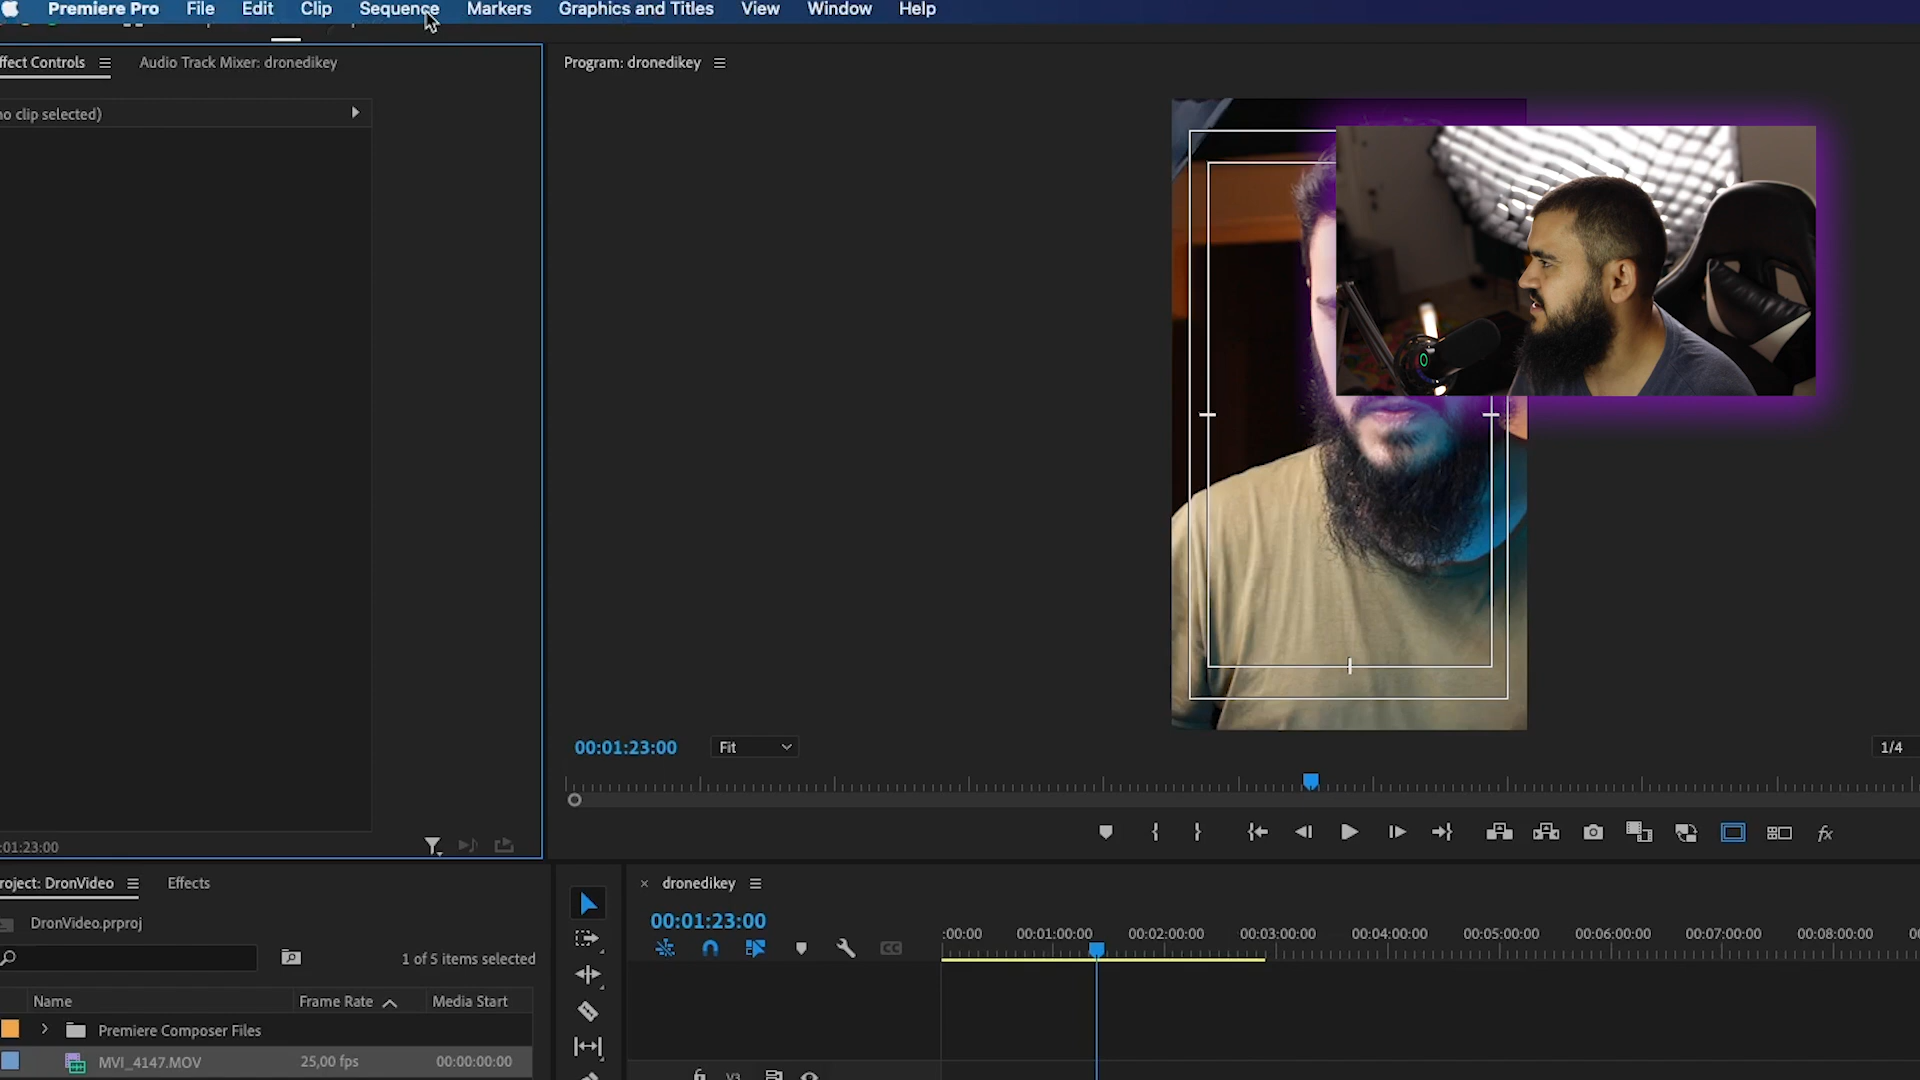 Premiere Pro File Edit Clip Sequence Markers Graphics and Titles View Window Help
ffect Controls Audio Track Mixer: dronedikey Program: dronedikey
no clip selected)
00:01:23:00 Fit 1/4
:01:23:00
roject: DronVideo Effects × dronedikey
DronVideo.prproj 00:01:23:00
:00:00 00:01:00:00 00:02:00:00 00:03:00:00 00:04:00:00 00:05:00:00 00:06:00:00 00:07:00:00 00:08:00:00
1 of 5 items selected
Name Frame Rate Media Start
Premiere Composer Files
MVI_4147.MOV 25,00 fps 00:00:00:00
V3
fx